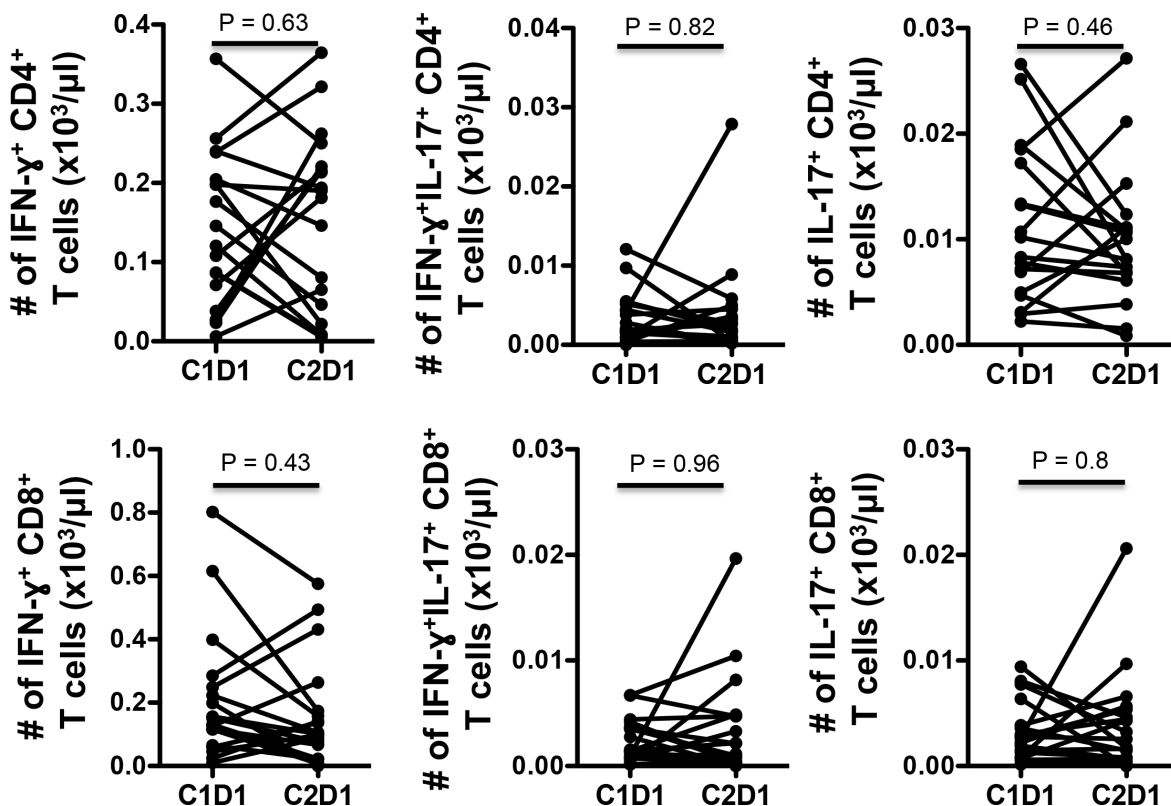 # of IFN-ɣ⁺ CD4⁺
T cells (x10³/µl)
P = 0.63
0.4
0.3
0.2
0.1
0.0
C1D1 C2D1
# of IFN-ɣ⁺IL-17⁺ CD4⁺
T cells (x10³/µl)
P = 0.82
0.04
0.03
0.02
0.01
0.00
C1D1 C2D1
# of IL-17⁺ CD4⁺
T cells (x10³/µl)
P = 0.46
0.03
0.02
0.01
0.00
C1D1 C2D1
# of IFN-ɣ⁺ CD8⁺
T cells (x10³/µl)
P = 0.43
1.0
0.8
0.6
0.4
0.2
0.0
C1D1 C2D1
# of IFN-ɣ⁺IL-17⁺ CD8⁺
T cells (x10³/µl)
P = 0.96
0.03
0.02
0.01
0.00
C1D1 C2D1
# of IL-17⁺ CD8⁺
T cells (x10³/µl)
P = 0.8
0.03
0.02
0.01
0.00
C1D1 C2D1